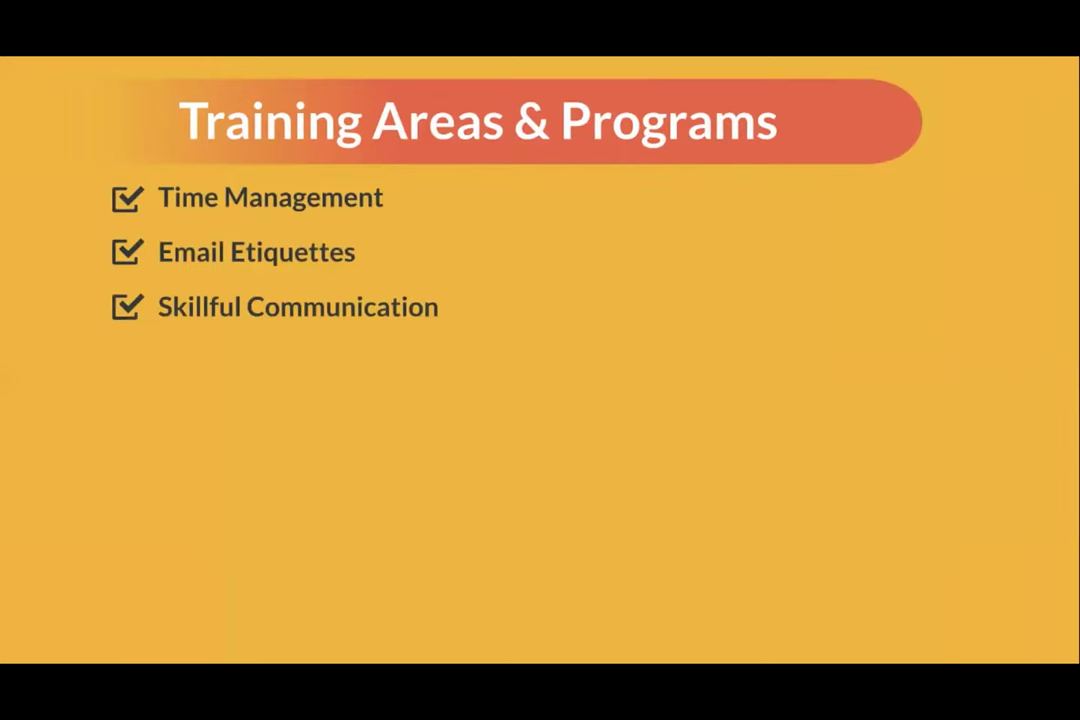 Training Areas & Programs
Time Management
Email Etiquettes
Skillful Communication